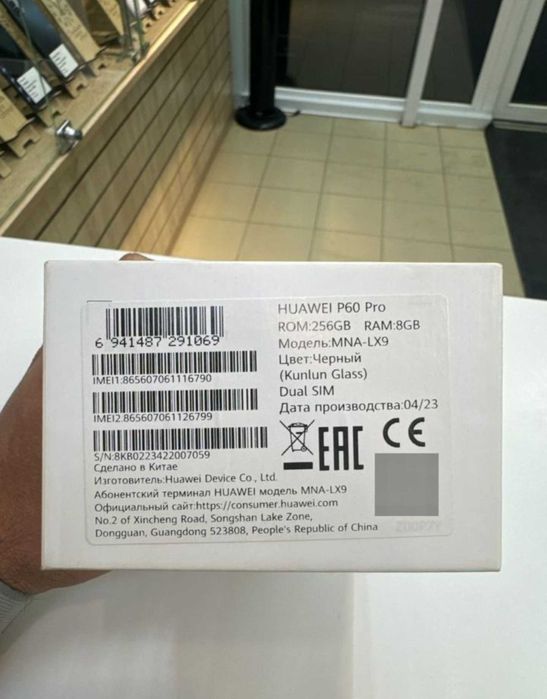 HUAWEI P60 Pro
ROM:256GB RAM:8GB
Модель:MNA-LX9
Цвет:Черный
(Kunlun Glass)
Dual SIM
Дата производства:04/23
6 941487 291069
IMEI1:865607061116790
IMEI2:865607061126799
S/N:8KB0223422007059
Сделано в Китае
Изготовитель:Huawei Device Co., Ltd.
Абонентский терминал HUAWEI модель MNA-LX9
Официальный сайт:https://consumer.huawei.com
No.2 of Xincheng Road, Songshan Lake Zone,
Dongguan, Guangdong 523808, People's Republic of China
EAC CE